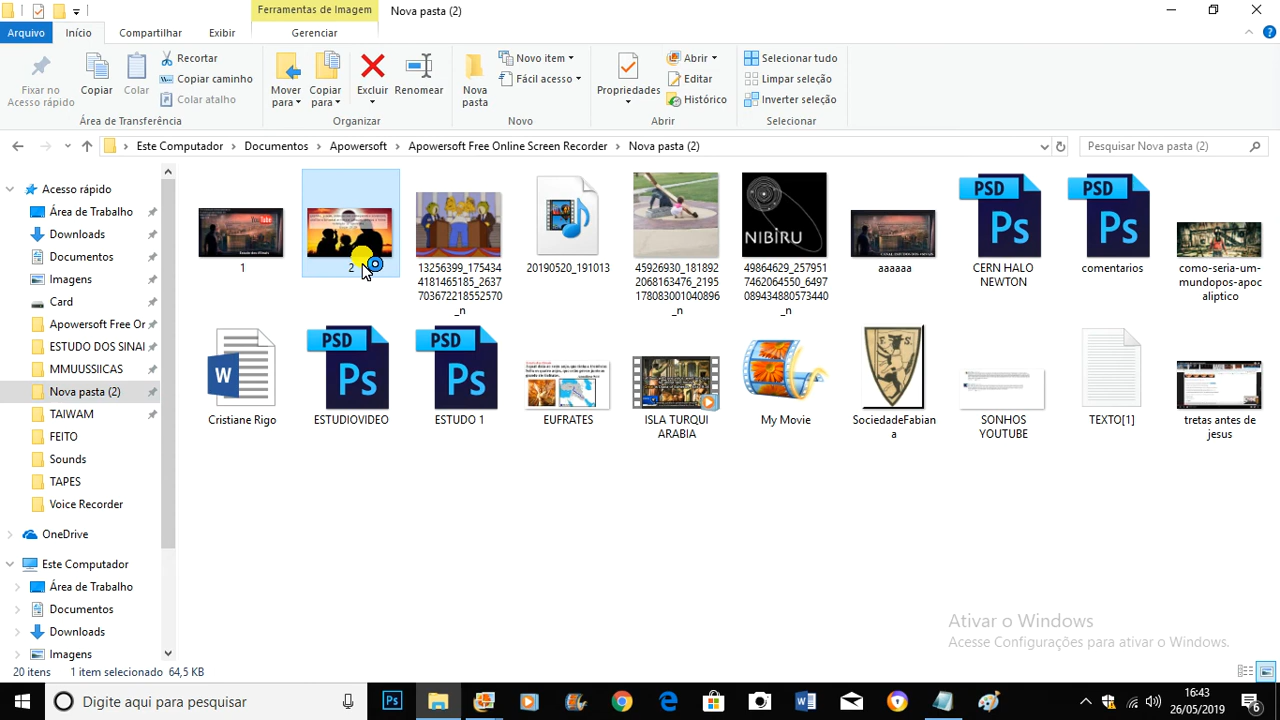 Ferramentas de Imagem
Nova pasta (2)
Arquivo
Início
Compartilhar
Exibir
Gerenciar
Fixar no
Acesso rápido
Copiar
Colar
Recortar
Copiar caminho
Colar atalho
Área de Transferência
Mover
para
Copiar
para
Excluir
Renomear
Organizar
Nova
pasta
Novo item
Fácil acesso
Novo
Propriedades
Abrir
Editar
Histórico
Abrir
Selecionar tudo
Limpar seleção
Inverter seleção
Selecionar
Este Computador
Documentos
Apowersoft
Apowersoft Free Online Screen Recorder
Nova pasta (2)
Pesquisar Nova pasta (2)
Acesso rápido
Área de Trabalho
Downloads
Documentos
Imagens
Card
Apowersoft Free Or
ESTUDO DOS SINAI
MMUUSSIICAS
Nova pasta (2)
TAIWAM
FEITO
Sounds
TAPES
Voice Recorder
OneDrive
Este Computador
Área de Trabalho
Documentos
Downloads
Imagens
YouTube
1
2
13256399_175434
4181465185_2637
703672218552570
_n
20190520_191013
45926930_181892
2068163476_2195
178083001040896
_n
NIBIRU
49864629_257951
7462064550_6497
089434880573440
_n
aaaaaa
PSD
Ps
CERN HALO
NEWTON
PSD
Ps
comentarios
como-seria-um-
mundopos-apoc
aliptico
W
Cristiane Rigo
PSD
Ps
ESTUDIOVIDEO
PSD
Ps
ESTUDO 1
EUFRATES
ISLA TURQUI
ARABIA
My Movie
SociedadeFabian
a
SONHOS
YOUTUBE
TEXTO[1]
tretas antes de
jesus
Ativar o Windows
Acesse Configurações para ativar o Windows.
20 itens
1 item selecionado 64,5 KB
Digite aqui para pesquisar
Ps
16:43
26/05/2019
6